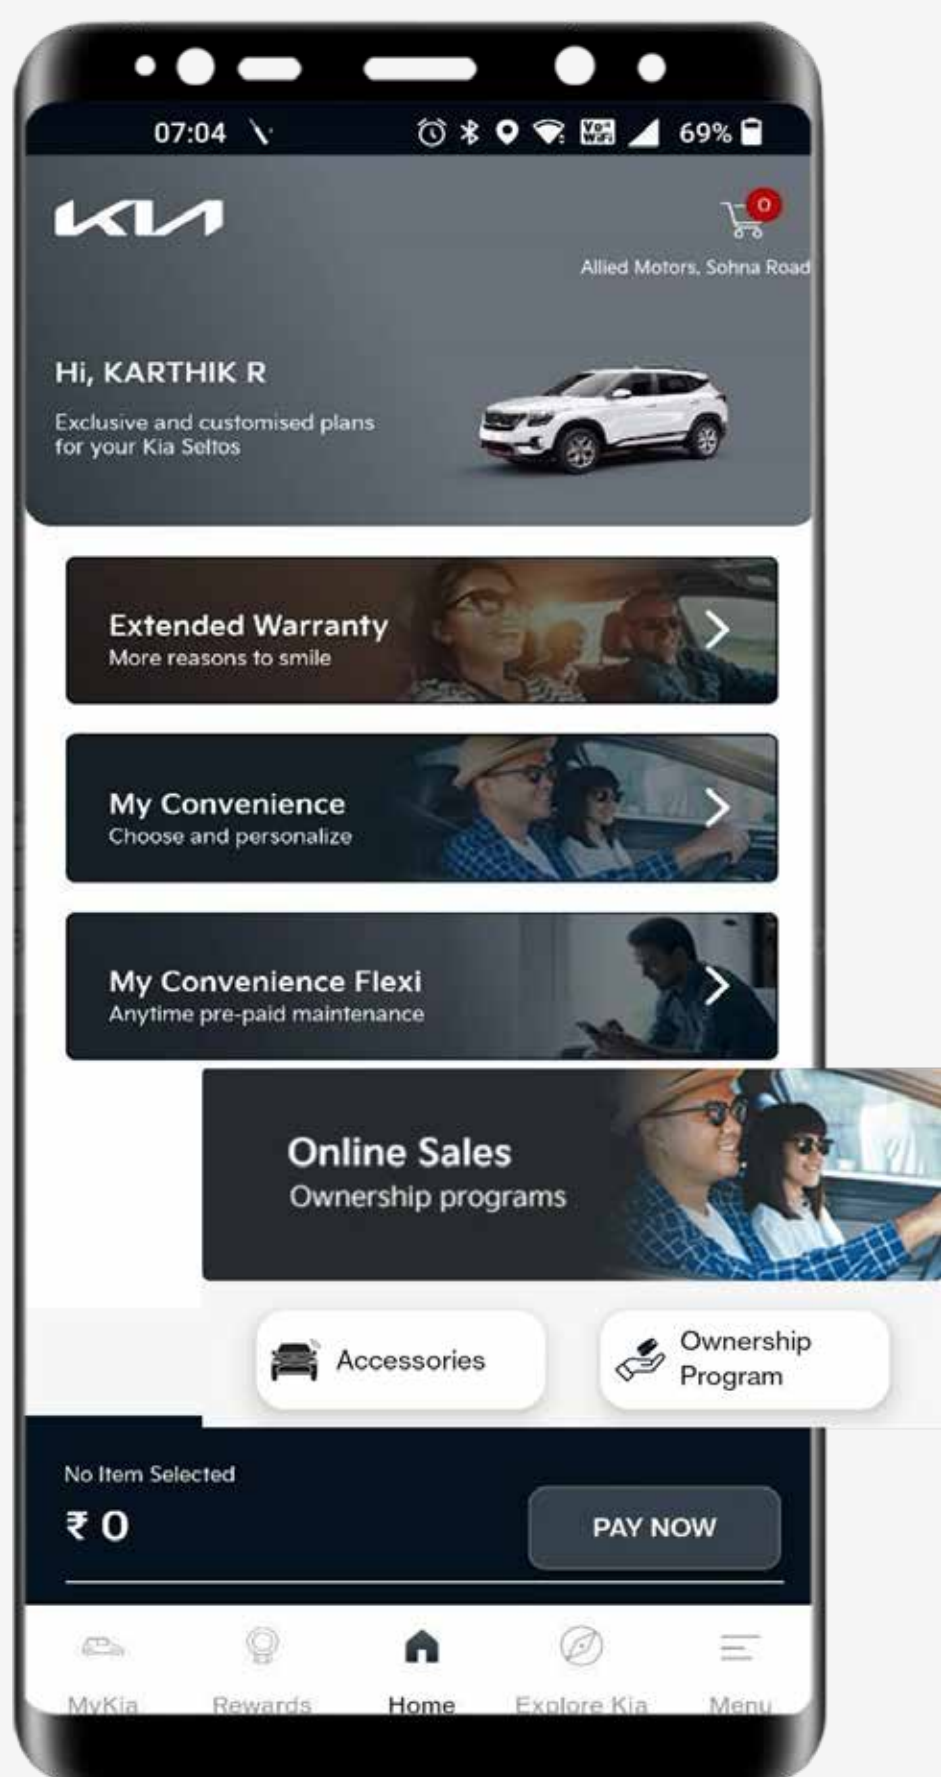 07:04
Vo
WiFi
69%
KIA
0
Allied Motors, Sohna Road
Hi, KARTHIK R
Exclusive and customised plans
for your Kia Seltos
Extended Warranty
More reasons to smile
My Convenience
Choose and personalize
My Convenience Flexi
Anytime pre-paid maintenance
Online Sales
Ownership programs
Accessories
Ownership
Program
No Item Selected
₹ 0
PAY NOW
MyKia
Rewards
Home
Explore Kia
Menu